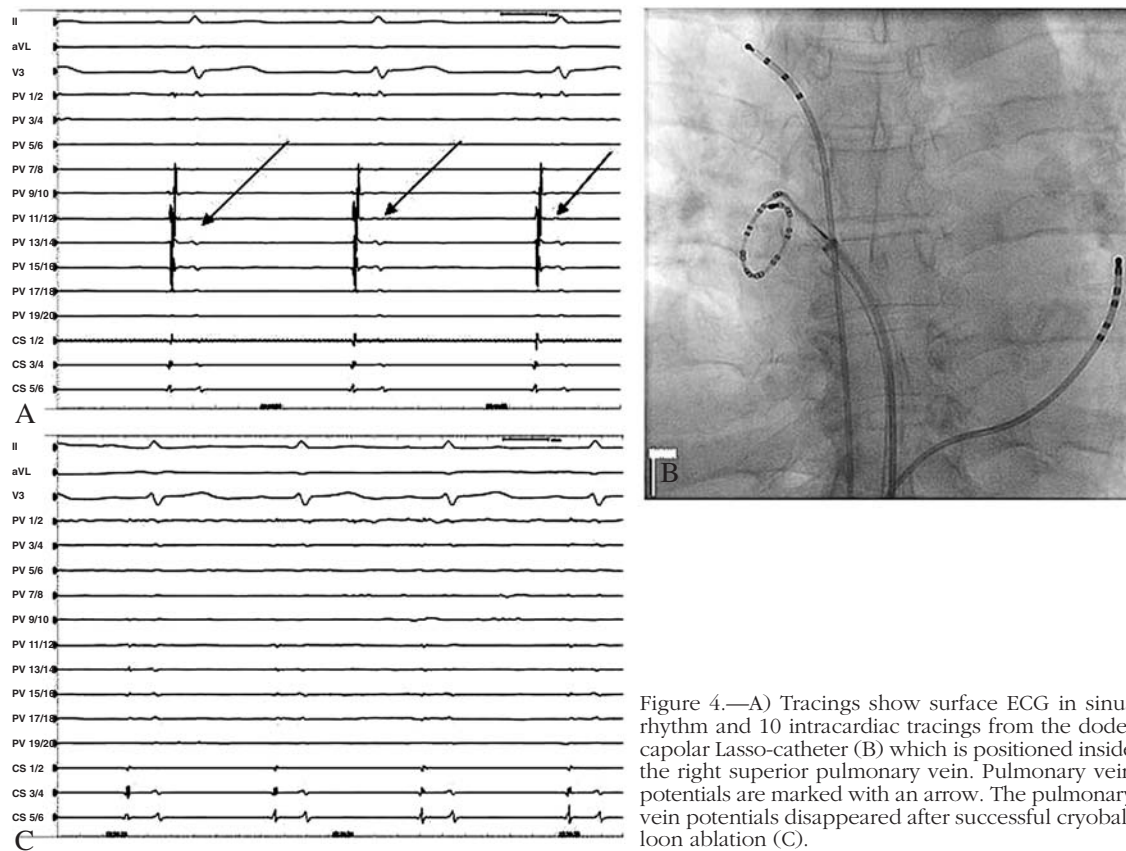 II
aVL
V3
PV 1/2
PV 3/4
PV 5/6
PV 7/8
PV 9/10
PV 11/12
PV 13/14
PV 15/16
PV 17/18
PV 19/20
CS 1/2
CS 3/4
CS 5/6
A
B
II
aVL
V3
PV 1/2
PV 3/4
PV 5/6
PV 7/8
PV 9/10
PV 11/12
PV 13/14
PV 15/16
PV 17/18
PV 19/20
CS 1/2
CS 3/4
CS 5/6
C
Figure 4.—A) Tracings show surface ECG in sinus
rhythm and 10 intracardiac tracings from the dode-
capolar Lasso-catheter (B) which is positioned inside
the right superior pulmonary vein. Pulmonary vein
potentials are marked with an arrow. The pulmonary
vein potentials disappeared after successful cryobal-
loon ablation (C).